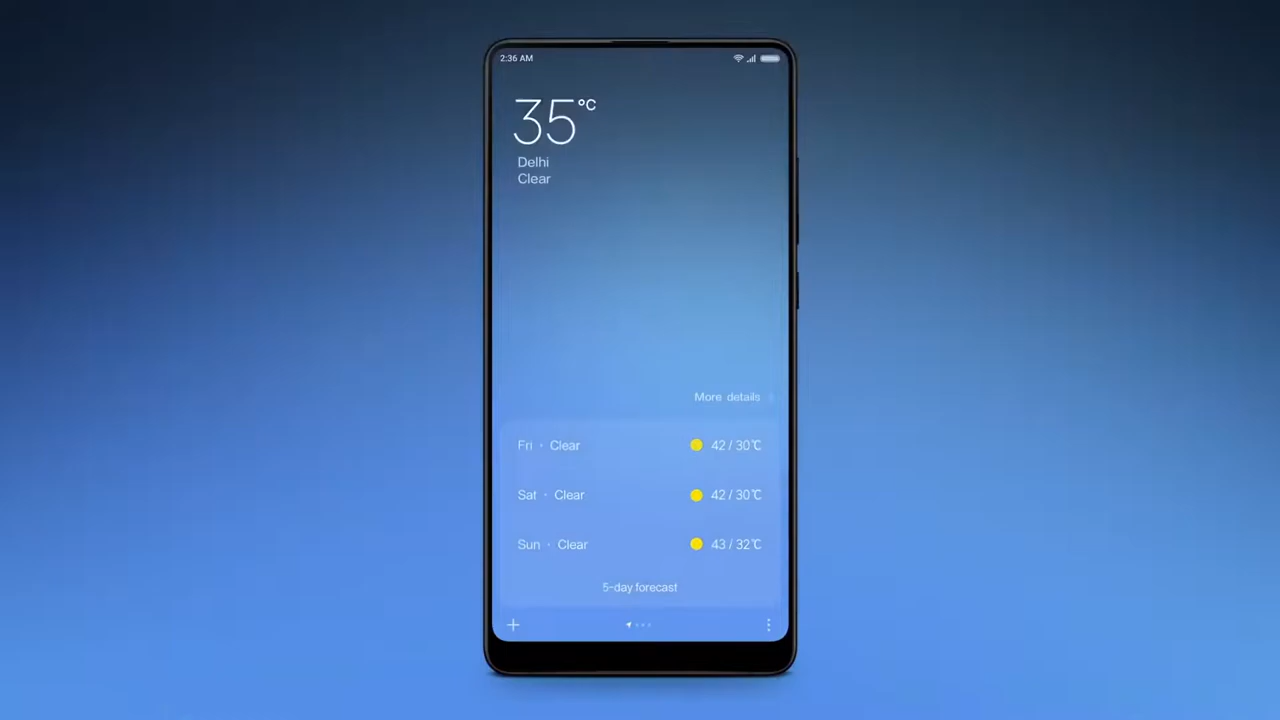 2:36 AM
35°C
Delhi
Clear
More details
Fri · Clear 42 / 30℃
Sat · Clear 42 / 30℃
Sun · Clear 43 / 32℃
5-day forecast